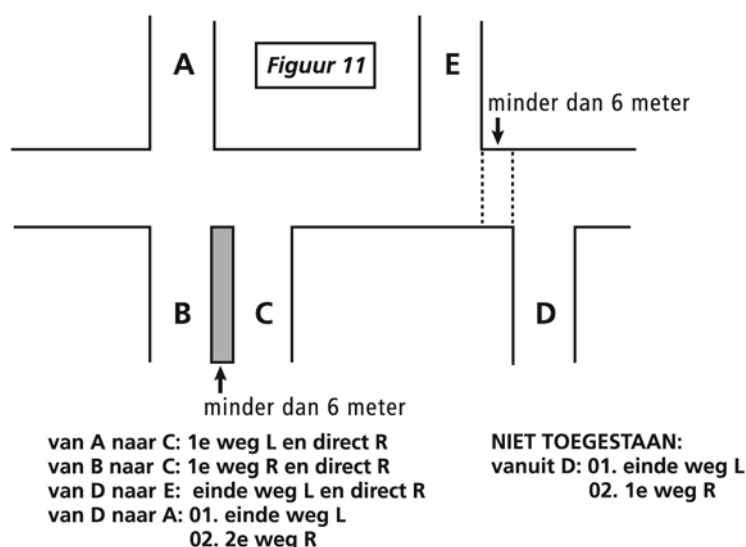 A
Figuur 11
E
minder dan 6 meter
B
C
D
minder dan 6 meter
van A naar C: 1e weg L en direct R
van B naar C: 1e weg R en direct R
van D naar E: einde weg L en direct R
van D naar A: 01. einde weg L
02. 2e weg R
NIET TOEGESTAAN:
vanuit D: 01. einde weg L
02. 1e weg R